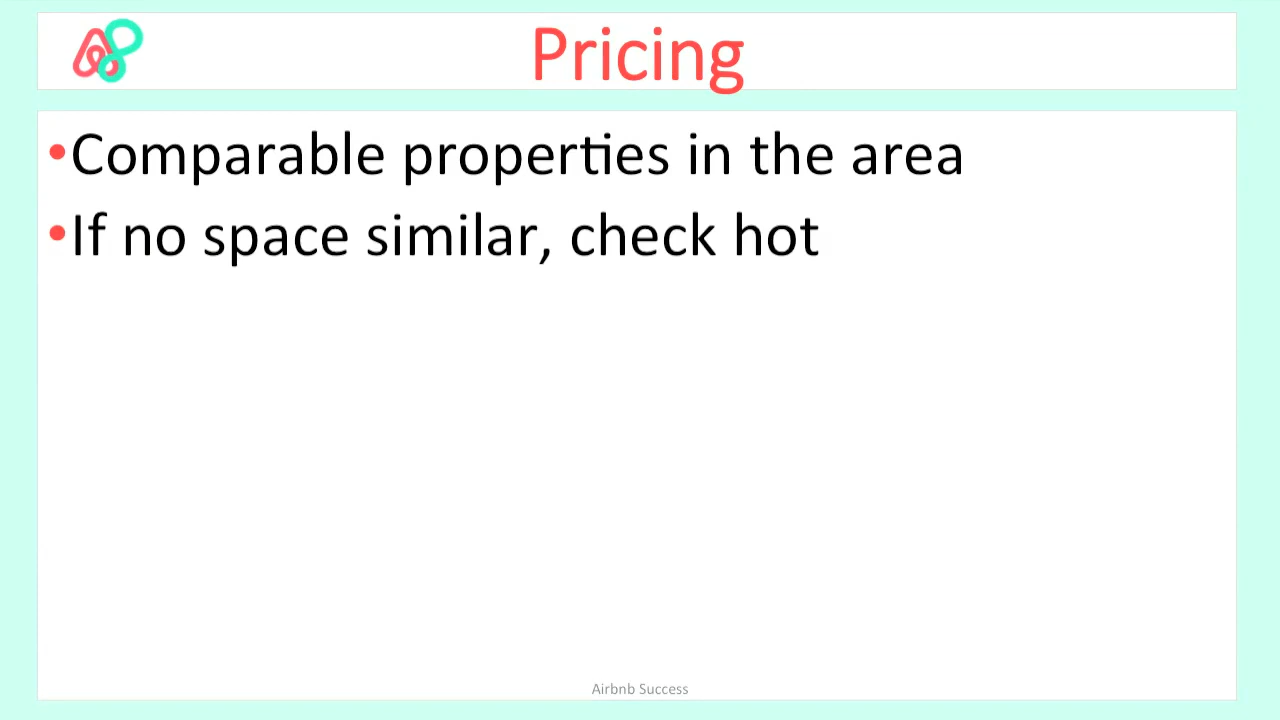 Pricing
•Comparable properties in the area
•If no space similar, check hot
Airbnb Success